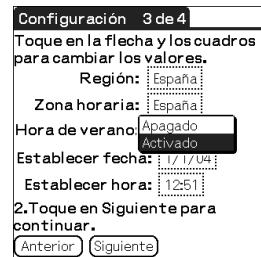 Configuración 3 de 4
Toque en la flecha y los cuadros
para cambiar los valores.
Región: España
Zona horaria: España
Hora de verano: Apagado
Activado
Establecer fecha: 1/1/04
Establecer hora: 12:51
2.Toque en Siguiente para
continuar.
Anterior Siguiente